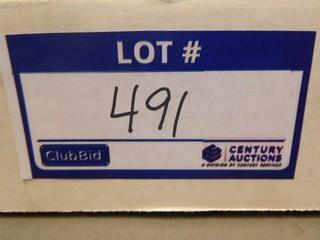 LOT #
491
ClubBid
CENTURY
AUCTIONS
A DIVISION OF CENTURY SERVICES